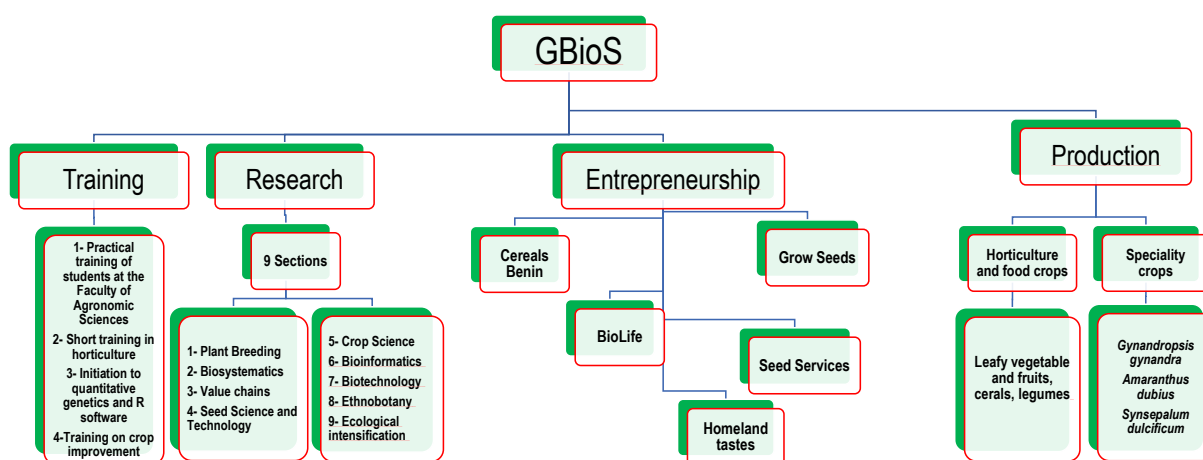 GBioS
Training
Research
Entrepreneurship
Production
1- Practical
training of
students at the
Faculty of
Agronomic
Sciences
2- Short training in
horticulture
3- Initiation to
quantitative
genetics and R
software
4-Training on crop
improvement
9 Sections
1- Plant Breeding
2- Biosystematics
3- Value chains
4- Seed Science and
Technology
5- Crop Science
6- Bioinformatics
7- Biotechnology
8- Ethnobotany
9- Ecological
intensification
Cereals
Benin
Grow Seeds
BioLife
Seed Services
Homeland
tastes
Horticulture
and food crops
Speciality
crops
Leafy vegetable
and fruits,
cerals, legumes
Gynandropsis
gynandra
Amaranthus
dubius
Synsepalum
dulcificum